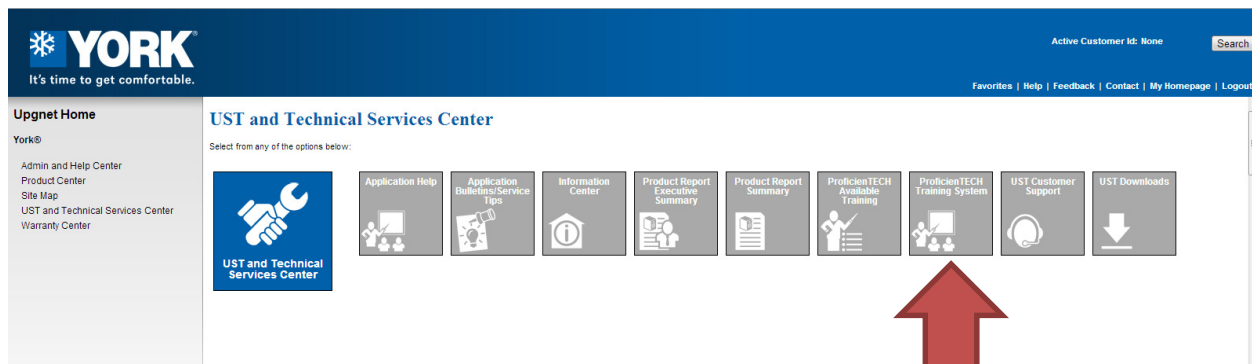 YORK®
It's time to get comfortable.
Active Customer Id: None
Search
Favorites | Help | Feedback | Contact | My Homepage | Logout
Upgnet Home
York®
Admin and Help Center
Product Center
Site Map
UST and Technical Services Center
Warranty Center
UST and Technical Services Center
Select from any of the options below:
UST and Technical
Services Center
Application Help
Application
Bulletins/Service
Tips
Information
Center
Product Report
Executive
Summary
Product Report
Summary
ProficienTECH
Available
Training
ProficienTECH
Training System
UST Customer
Support
UST Downloads